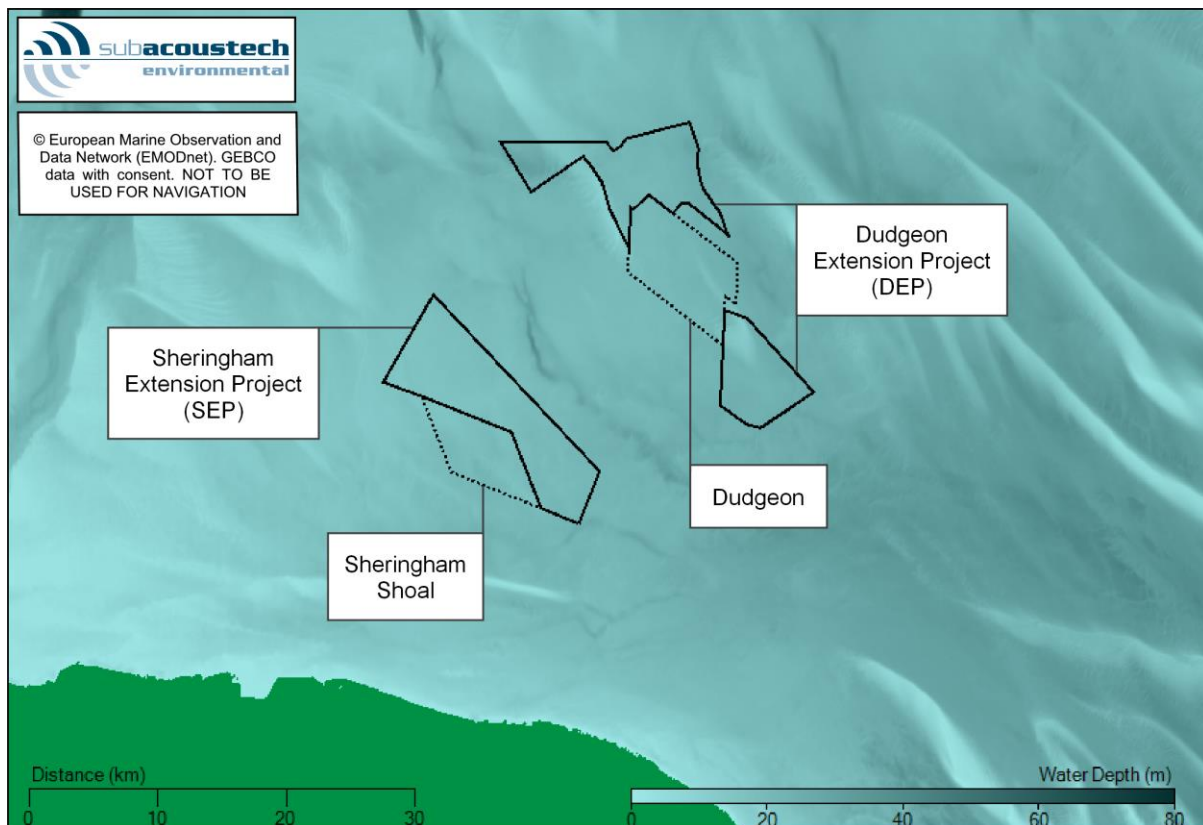 subacoustech
environmental
© European Marine Observation and
Data Network (EMODnet). GEBCO
data with consent. NOT TO BE
USED FOR NAVIGATION
Dudgeon
Extension Project
(DEP)
Sheringham
Extension Project
(SEP)
Dudgeon
Sheringham
Shoal
Distance (km)
0 10 20 30
Water Depth (m)
0 20 40 60 80